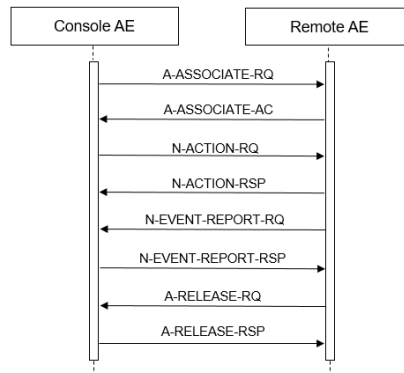 Console AE
Remote AE
A-ASSOCIATE-RQ
A-ASSOCIATE-AC
N-ACTION-RQ
N-ACTION-RSP
N-EVENT-REPORT-RQ
N-EVENT-REPORT-RSP
A-RELEASE-RQ
A-RELEASE-RSP